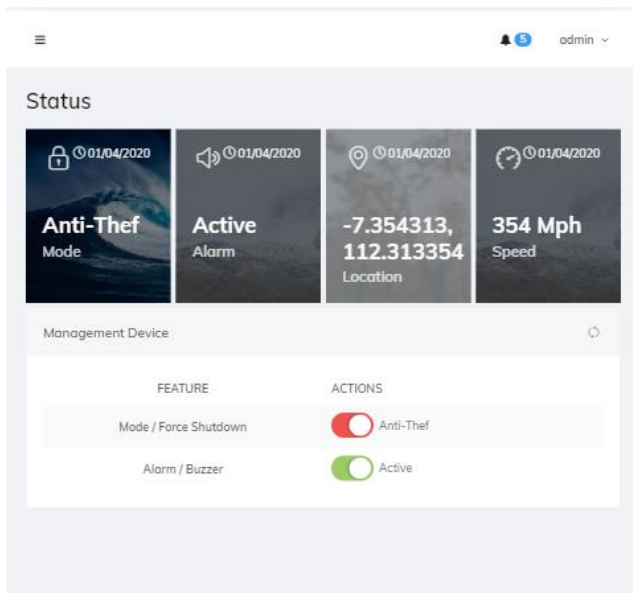 5 admin
Status
01/04/2020
Anti-Thef
Mode
01/04/2020
Active
Alarm
01/04/2020
-7.354313,
112.313354
Location
01/04/2020
354 Mph
Speed
Management Device
FEATURE ACTIONS
Mode / Force Shutdown Anti-Thef
Alarm / Buzzer Active